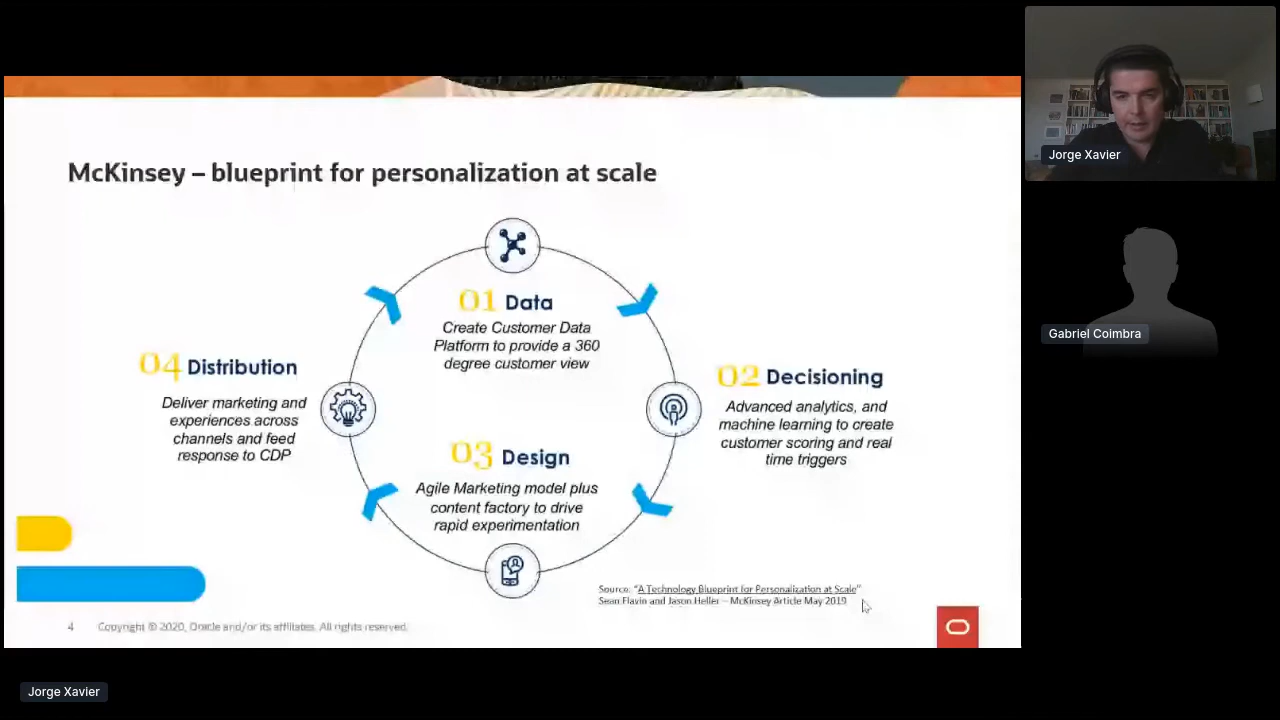 McKinsey – blueprint for personalization at scale
01 Data
Create Customer Data
Platform to provide a 360
degree customer view
02 Decisioning
Advanced analytics, and
machine learning to create
customer scoring and real
time triggers
03 Design
Agile Marketing model plus
content factory to drive
rapid experimentation
04 Distribution
Deliver marketing and
experiences across
channels and feed
response to CDP
Source: "A Technology Blueprint for Personalization at Scale"
Sean Flavin and Jason Heller – McKinsey Article May 2019
4 Copyright © 2020, Oracle and/or its affiliates. All rights reserved.
Jorge Xavier
Gabriel Coimbra
Jorge Xavier